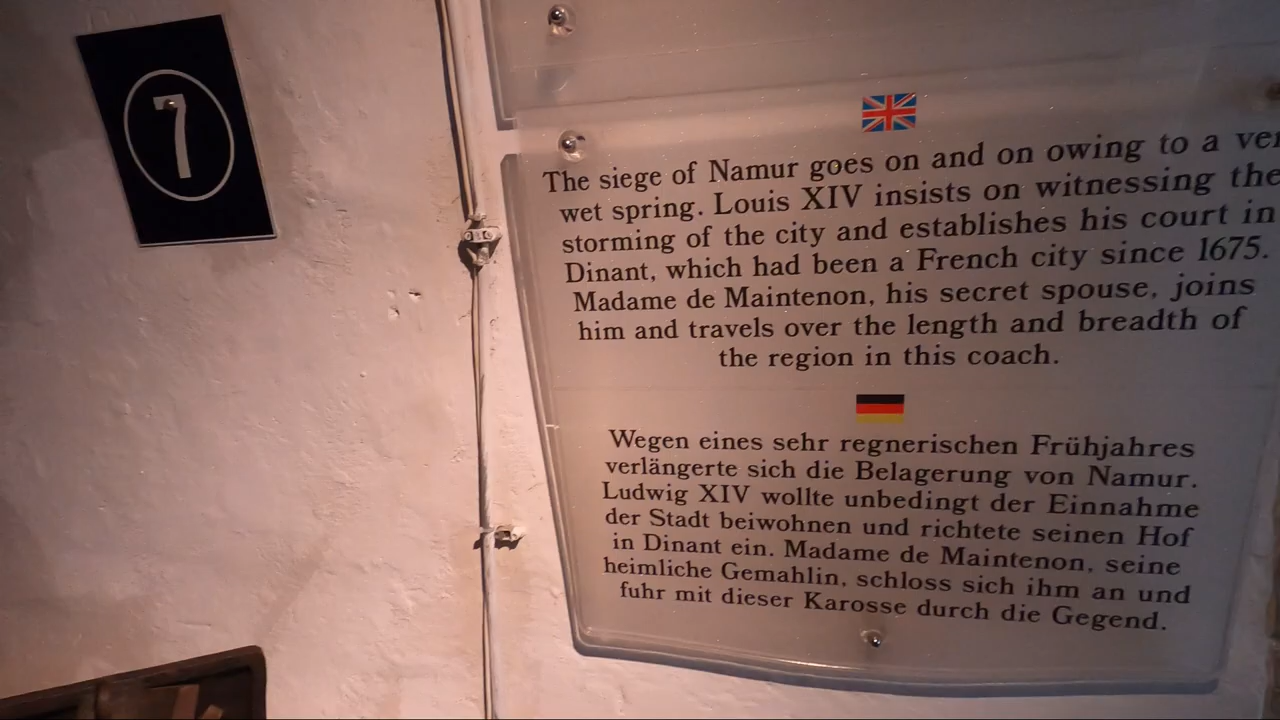 7
The siege of Namur goes on and on owing to a
wet spring. Louis XIV insists on witnessing the
storming of the city and establishes his court in
Dinant, which had been a French city since 1675.
Madame de Maintenon, his secret spouse, joins
him and travels over the length and breadth of
the region in this coach.
Wegen eines sehr regnerischen Frühjahres
verlängerte sich die Belagerung von Namur.
Ludwig XIV wollte unbedingt der Einnahme
der Stadt beiwohnen und richtete seinen Hof
in Dinant ein. Madame de Maintenon, seine
heimliche Gemahlin, schloss sich ihm an und
fuhr mit dieser Karosse durch die Gegend.